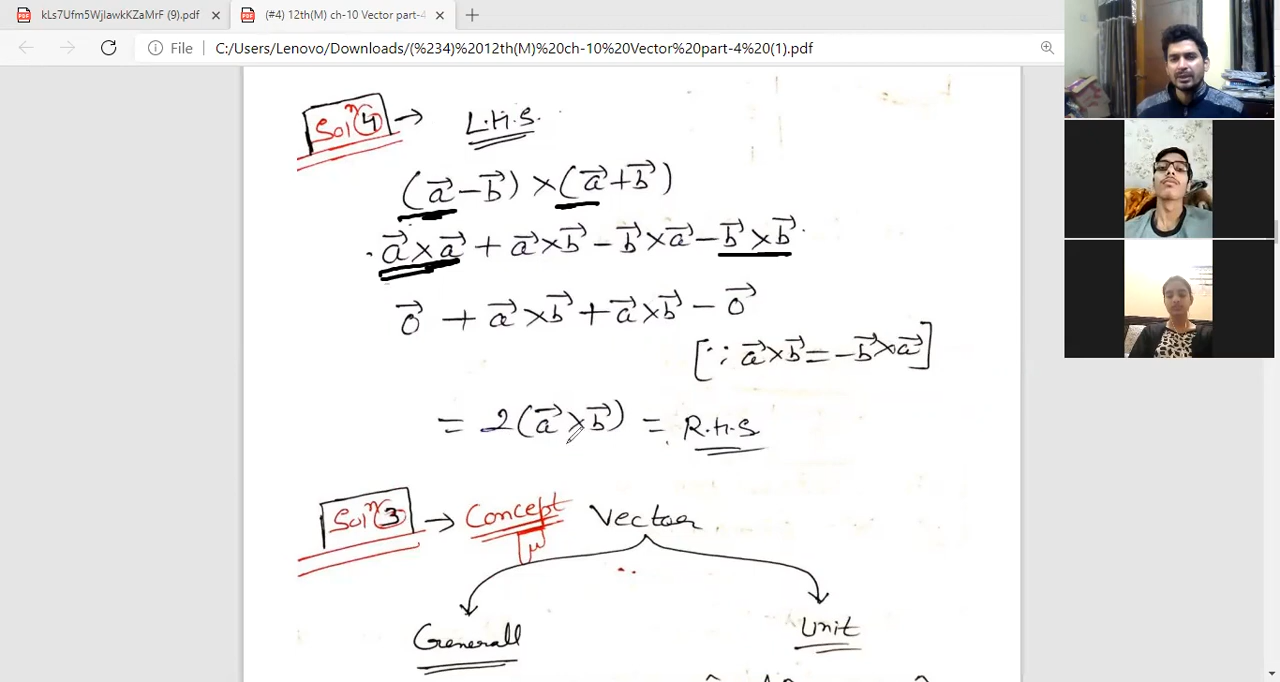 kLs7Ufm5WjlawkKZaMrF (9).pdf
(#4) 12th(M) ch-10 Vector part-4
File C:/Users/Lenovo/Downloads/(%234)%2012th(M)%20ch-10%20Vector%20part-4%20(1).pdf
Solⁿ 4 → L.H.S.
(a⃗ - b⃗) × (a⃗ + b⃗)
a⃗ × a⃗ + a⃗ × b⃗ - b⃗ × a⃗ - b⃗ × b⃗
0⃗ + a⃗ × b⃗ + a⃗ × b⃗ - 0⃗
[∵ a⃗ × b⃗ = - b⃗ × a⃗]
= 2(a⃗ × b⃗) = R.H.S
Solⁿ 3 → Concept Vector
Generall Unit